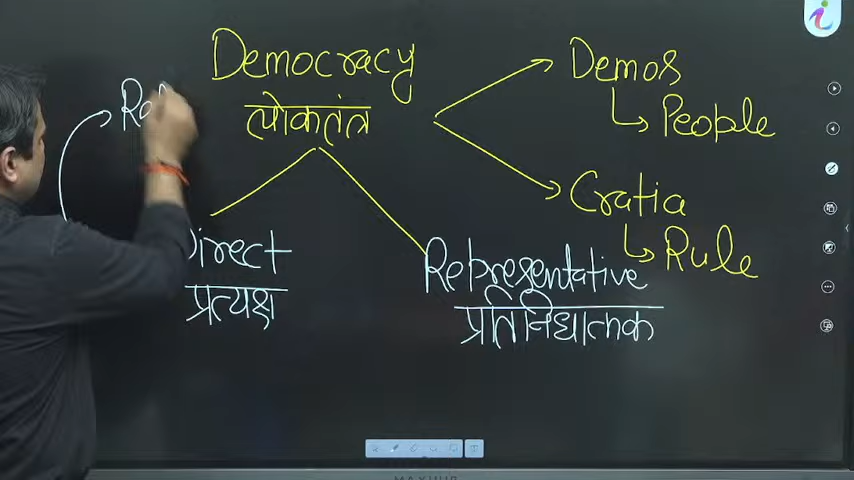 Democracy
लोकतंत्र
Demos
People
Cratia
Rule
Direct
प्रत्यक्ष
Representative
प्रतिनिधात्मक